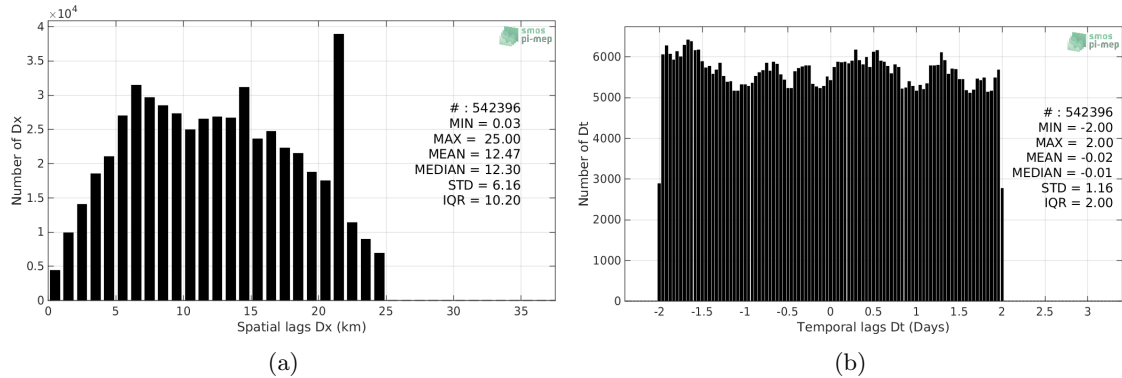 ×10⁴
4
3.5
3
2.5
2
1.5
1
0.5
0
Number of Dx
smos
pi-mep
# : 542396
MIN = 0.03
MAX = 25.00
MEAN = 12.47
MEDIAN = 12.30
STD = 6.16
IQR = 10.20
0 5 10 15 20 25 30 35
Spatial lags Dx (km)
(a)
6000
5000
4000
3000
2000
1000
0
Number of Dt
smos
pi-mep
# : 542396
MIN = -2.00
MAX = 2.00
MEAN = -0.02
MEDIAN = -0.01
STD = 1.16
IQR = 2.00
-2 -1.5 -1 -0.5 0 0.5 1 1.5 2 2.5 3
Temporal lags Dt (Days)
(b)